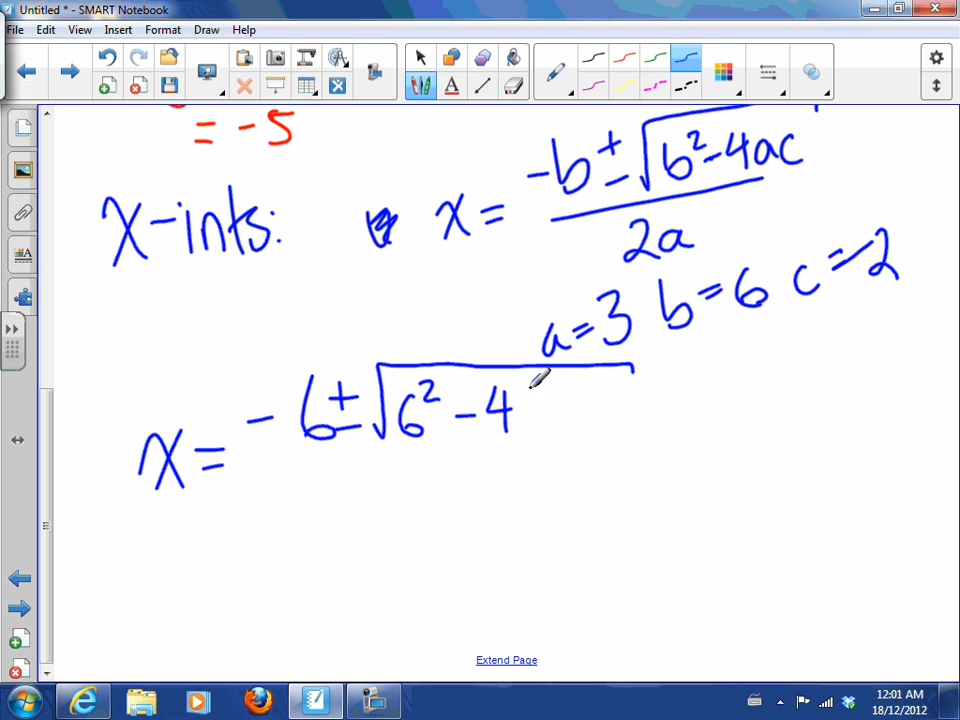 Untitled * - SMART Notebook
File Edit View Insert Format Draw Help
= -5
x-ints: x = -b ± √b² - 4ac / 2a
a = 3 b = 6 c = -2
x = - 6 ± √6² - 4
Extend Page
12:01 AM
18/12/2012